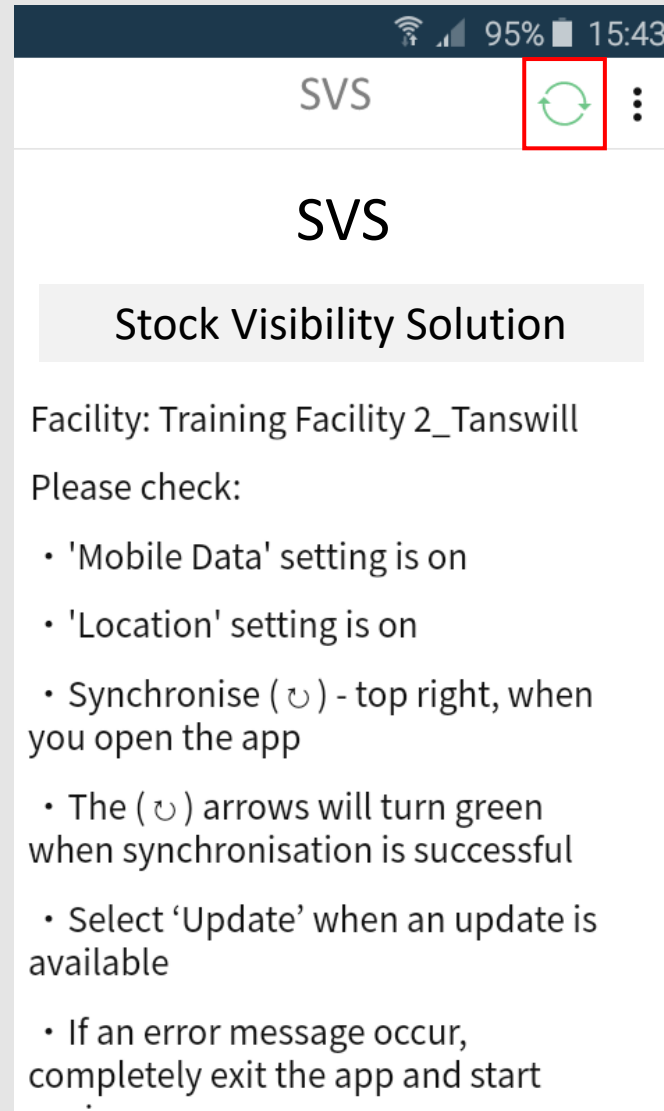 95% 15:43
SVS
SVS
Stock Visibility Solution
Facility: Training Facility 2_Tanswill
Please check:
• 'Mobile Data' setting is on
• 'Location' setting is on
• Synchronise ( ↻ ) - top right, when
you open the app
• The ( ↻ ) arrows will turn green
when synchronisation is successful
• Select ‘Update’ when an update is
available
• If an error message occur,
completely exit the app and start